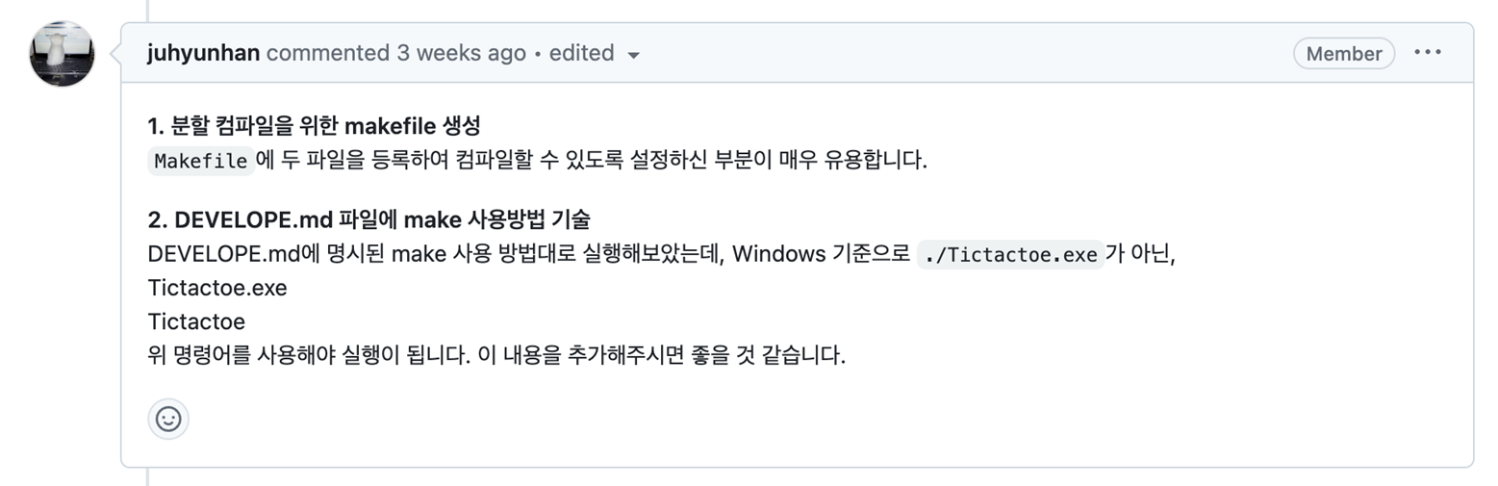 juhyunhan commented 3 weeks ago • edited
Member
1. 분할 컴파일을 위한 makefile 생성
Makefile에 두 파일을 등록하여 컴파일할 수 있도록 설정하신 부분이 매우 유용합니다.
2. DEVELOPE.md 파일에 make 사용방법 기술
DEVELOPE.md에 명시된 make 사용 방법대로 실행해보았는데, Windows 기준으로 ./Tictactoe.exe가 아닌,
Tictactoe.exe
Tictactoe
위 명령어를 사용해야 실행이 됩니다. 이 내용을 추가해주시면 좋을 것 같습니다.